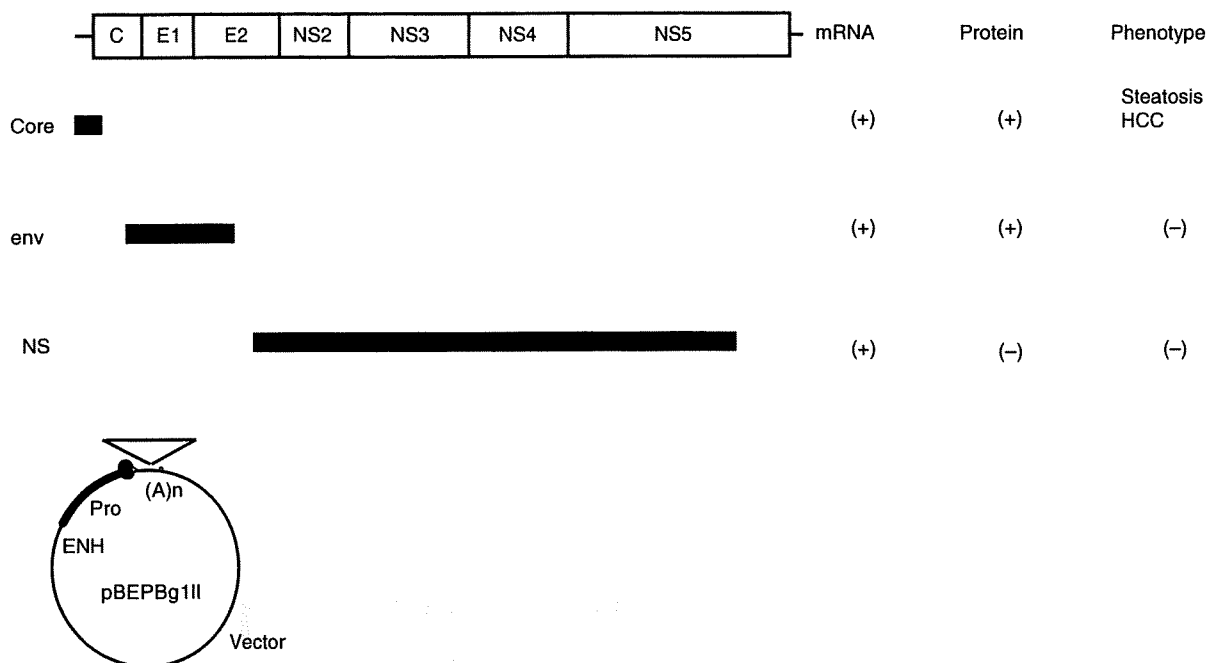 C E1 E2 NS2 NS3 NS4 NS5 mRNA Protein Phenotype
Core (+) (+) Steatosis
HCC
env (+) (+) (–)
NS (+) (–) (–)
(A)n
Pro
ENH
pBEPBg1II
Vector